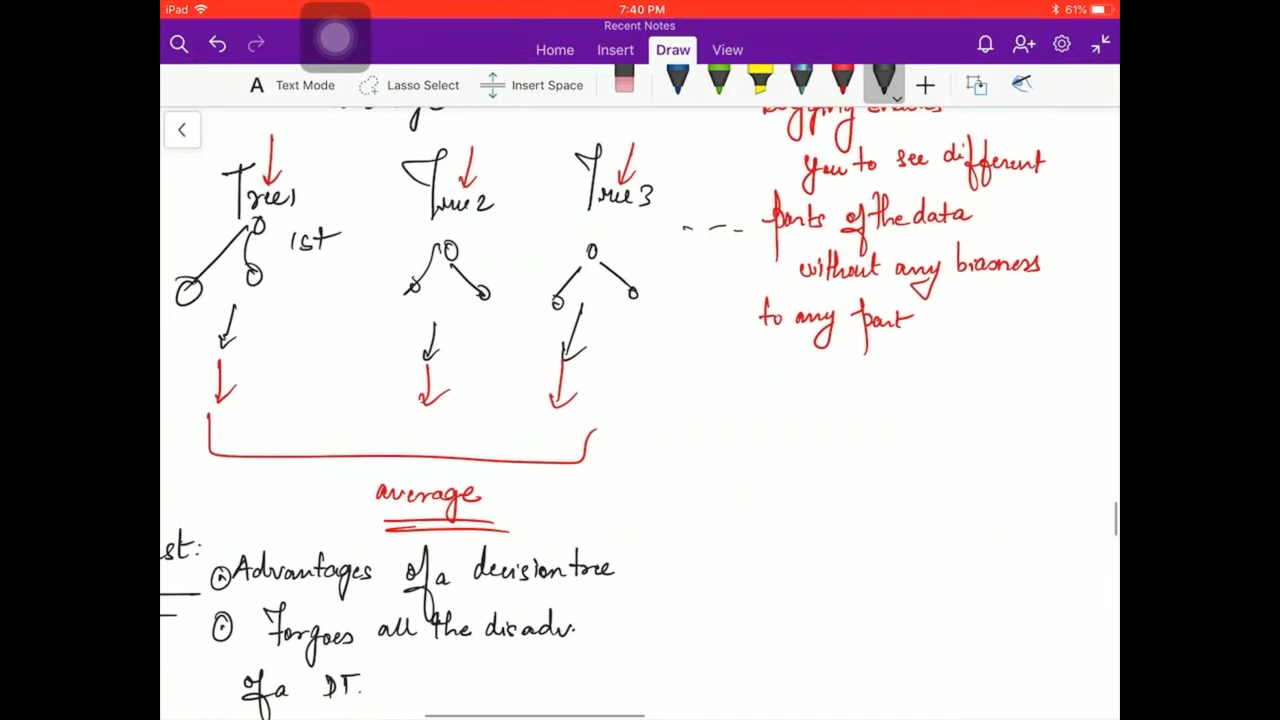 iPad
7:40 PM
61%
Recent Notes
Home Insert Draw View
Text Mode Lasso Select Insert Space
Bagging
you to see different
parts of the data
without any biasness
to any part
Tree1 Tree2 Tree3
1st
average
st:
Advantages of a decision tree
Forgoes all the disadv.
of a DT.